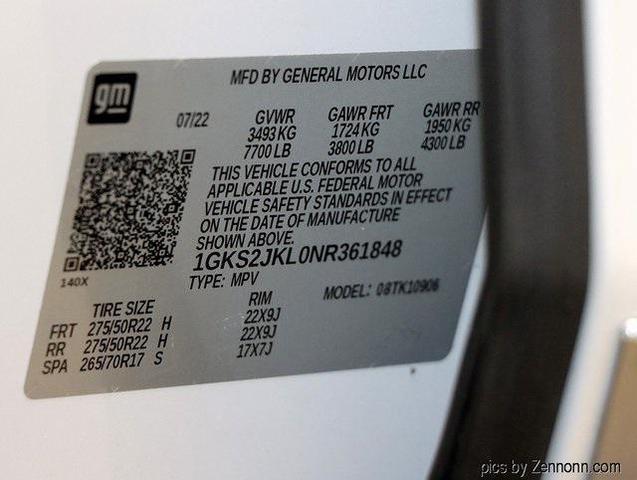 gm
MFD BY GENERAL MOTORS LLC
07/22 GVWR GAWR FRT GAWR RR
3493 KG 1724 KG 1950 KG
7700 LB 3800 LB 4300 LB
THIS VEHICLE CONFORMS TO ALL
APPLICABLE U.S. FEDERAL MOTOR
VEHICLE SAFETY STANDARDS IN EFFECT
ON THE DATE OF MANUFACTURE
SHOWN ABOVE.
1GKS2JKL0NR361848
140X TYPE: MPV MODEL: 08TK10906
TIRE SIZE RIM
FRT 275/50R22 H 22X9J
RR 275/50R22 H 22X9J
SPA 265/70R17 S 17X7J
pics by Zennonn.com